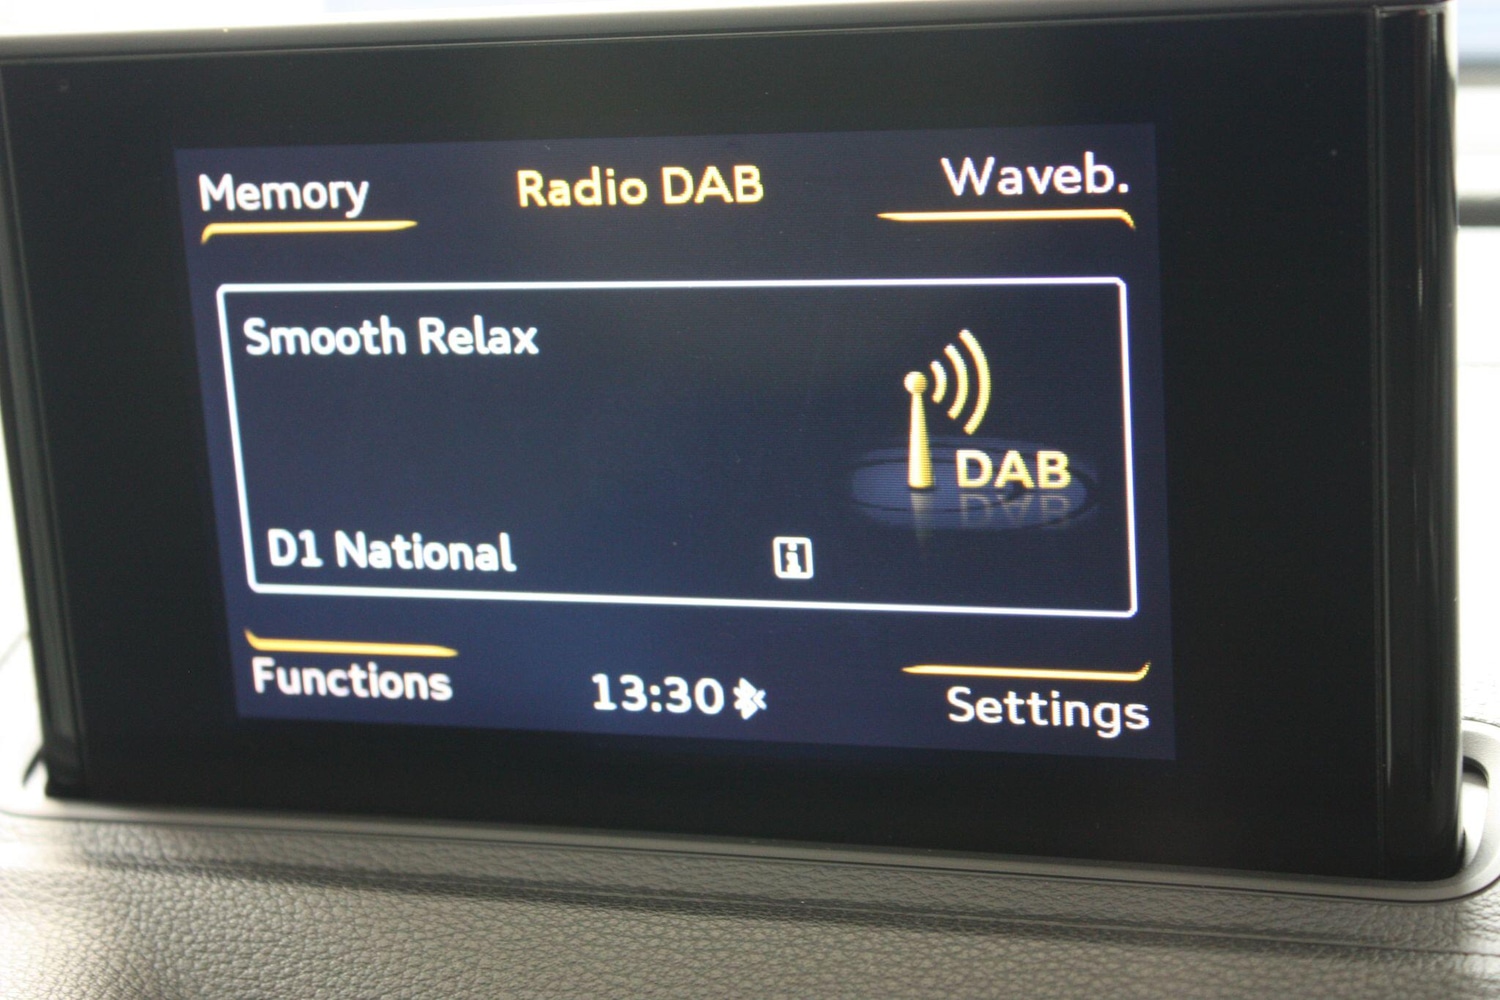 Memory
Radio DAB
Waveb.
Smooth Relax
DAB
D1 National
i
Functions
13:30
Settings